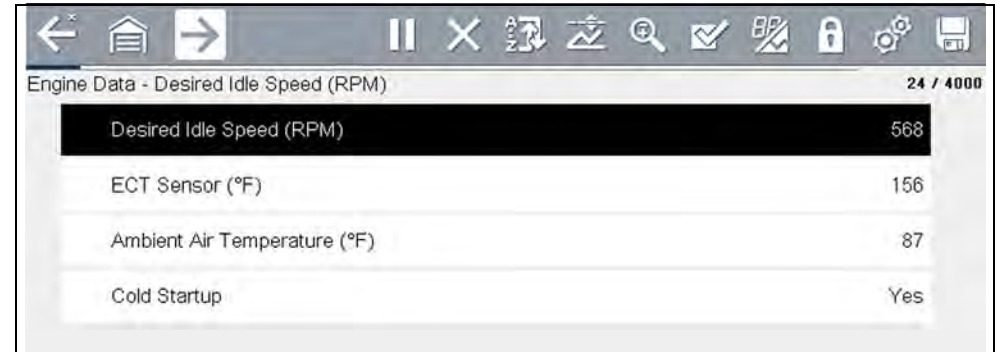 Engine Data - Desired Idle Speed (RPM) 24 / 4000
Desired Idle Speed (RPM) 568
ECT Sensor (°F) 156
Ambient Air Temperature (°F) 87
Cold Startup Yes